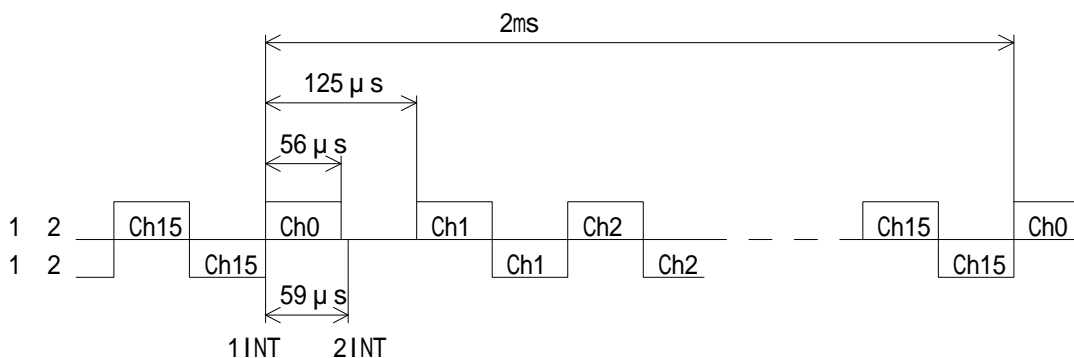 2ms
125 μ s
56 μ s
1 2 Ch15 Ch0 Ch1 Ch2 Ch15 Ch0
1 2 Ch15 Ch1 Ch2 Ch15
59 μ s
1INT 2INT